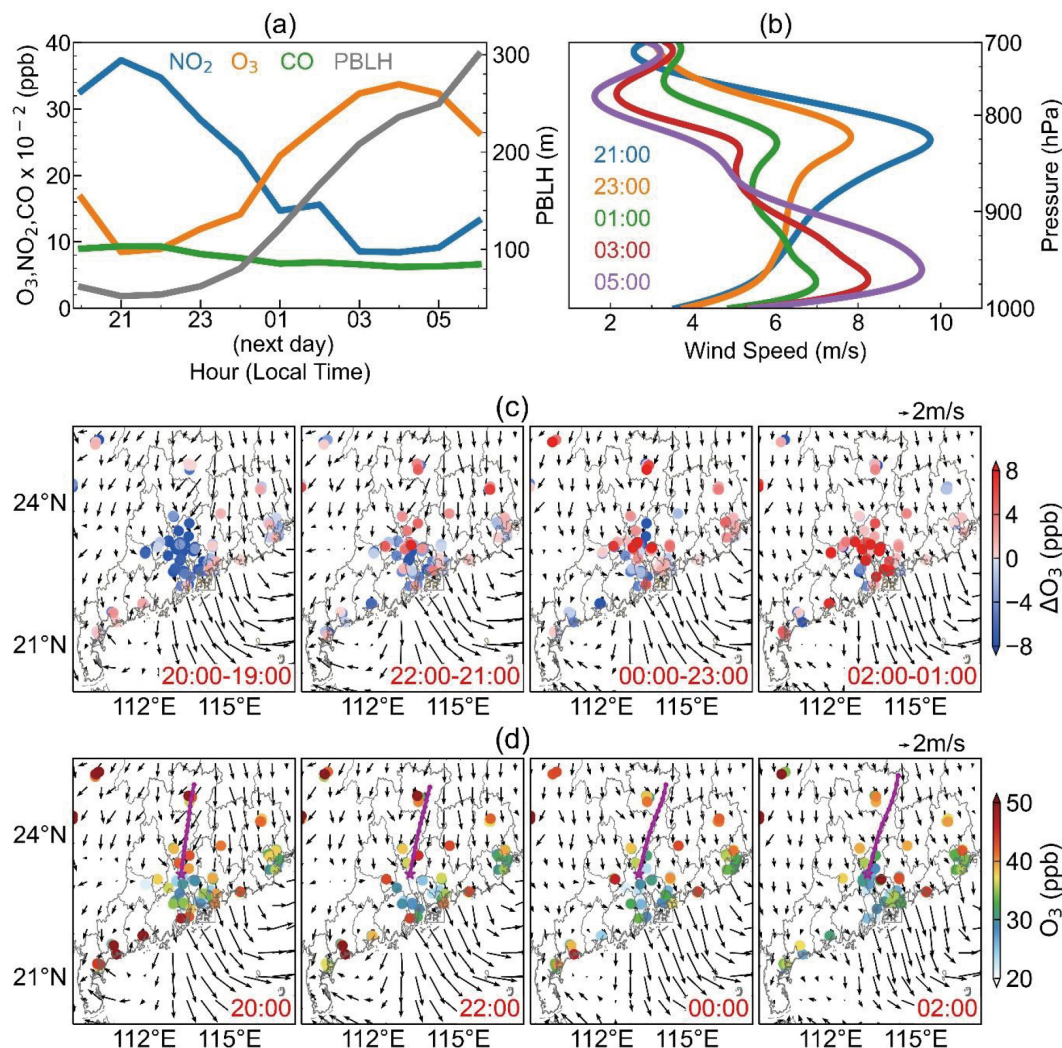 (a)
(b)
NO₂ O₃ CO PBLH
O₃,NO₂,CO x 10⁻² (ppb)
40
30
20
10
0
300
200
100
PBLH (m)
21 23 01 03 05
(next day)
Hour (Local Time)
21:00
23:00
01:00
03:00
05:00
700
800
900
1000
Pressure (hPa)
2 4 6 8 10
Wind Speed (m/s)
(c)
2m/s
24°N
21°N
20:00-19:00
22:00-21:00
00:00-23:00
02:00-01:00
112°E 115°E 112°E 115°E 112°E 115°E 112°E 115°E
8
4
0
−4
−8
ΔO₃ (ppb)
(d)
2m/s
24°N
21°N
20:00
22:00
00:00
02:00
112°E 115°E 112°E 115°E 112°E 115°E 112°E 115°E
50
40
30
20
O₃ (ppb)